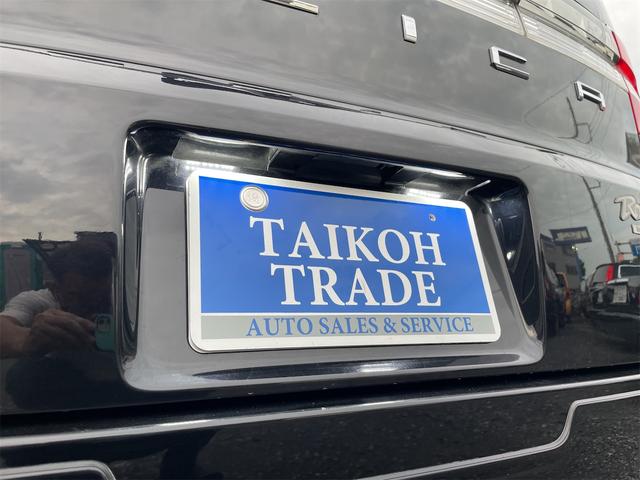 TAIKOH
TRADE
AUTO SALES & SERVICE